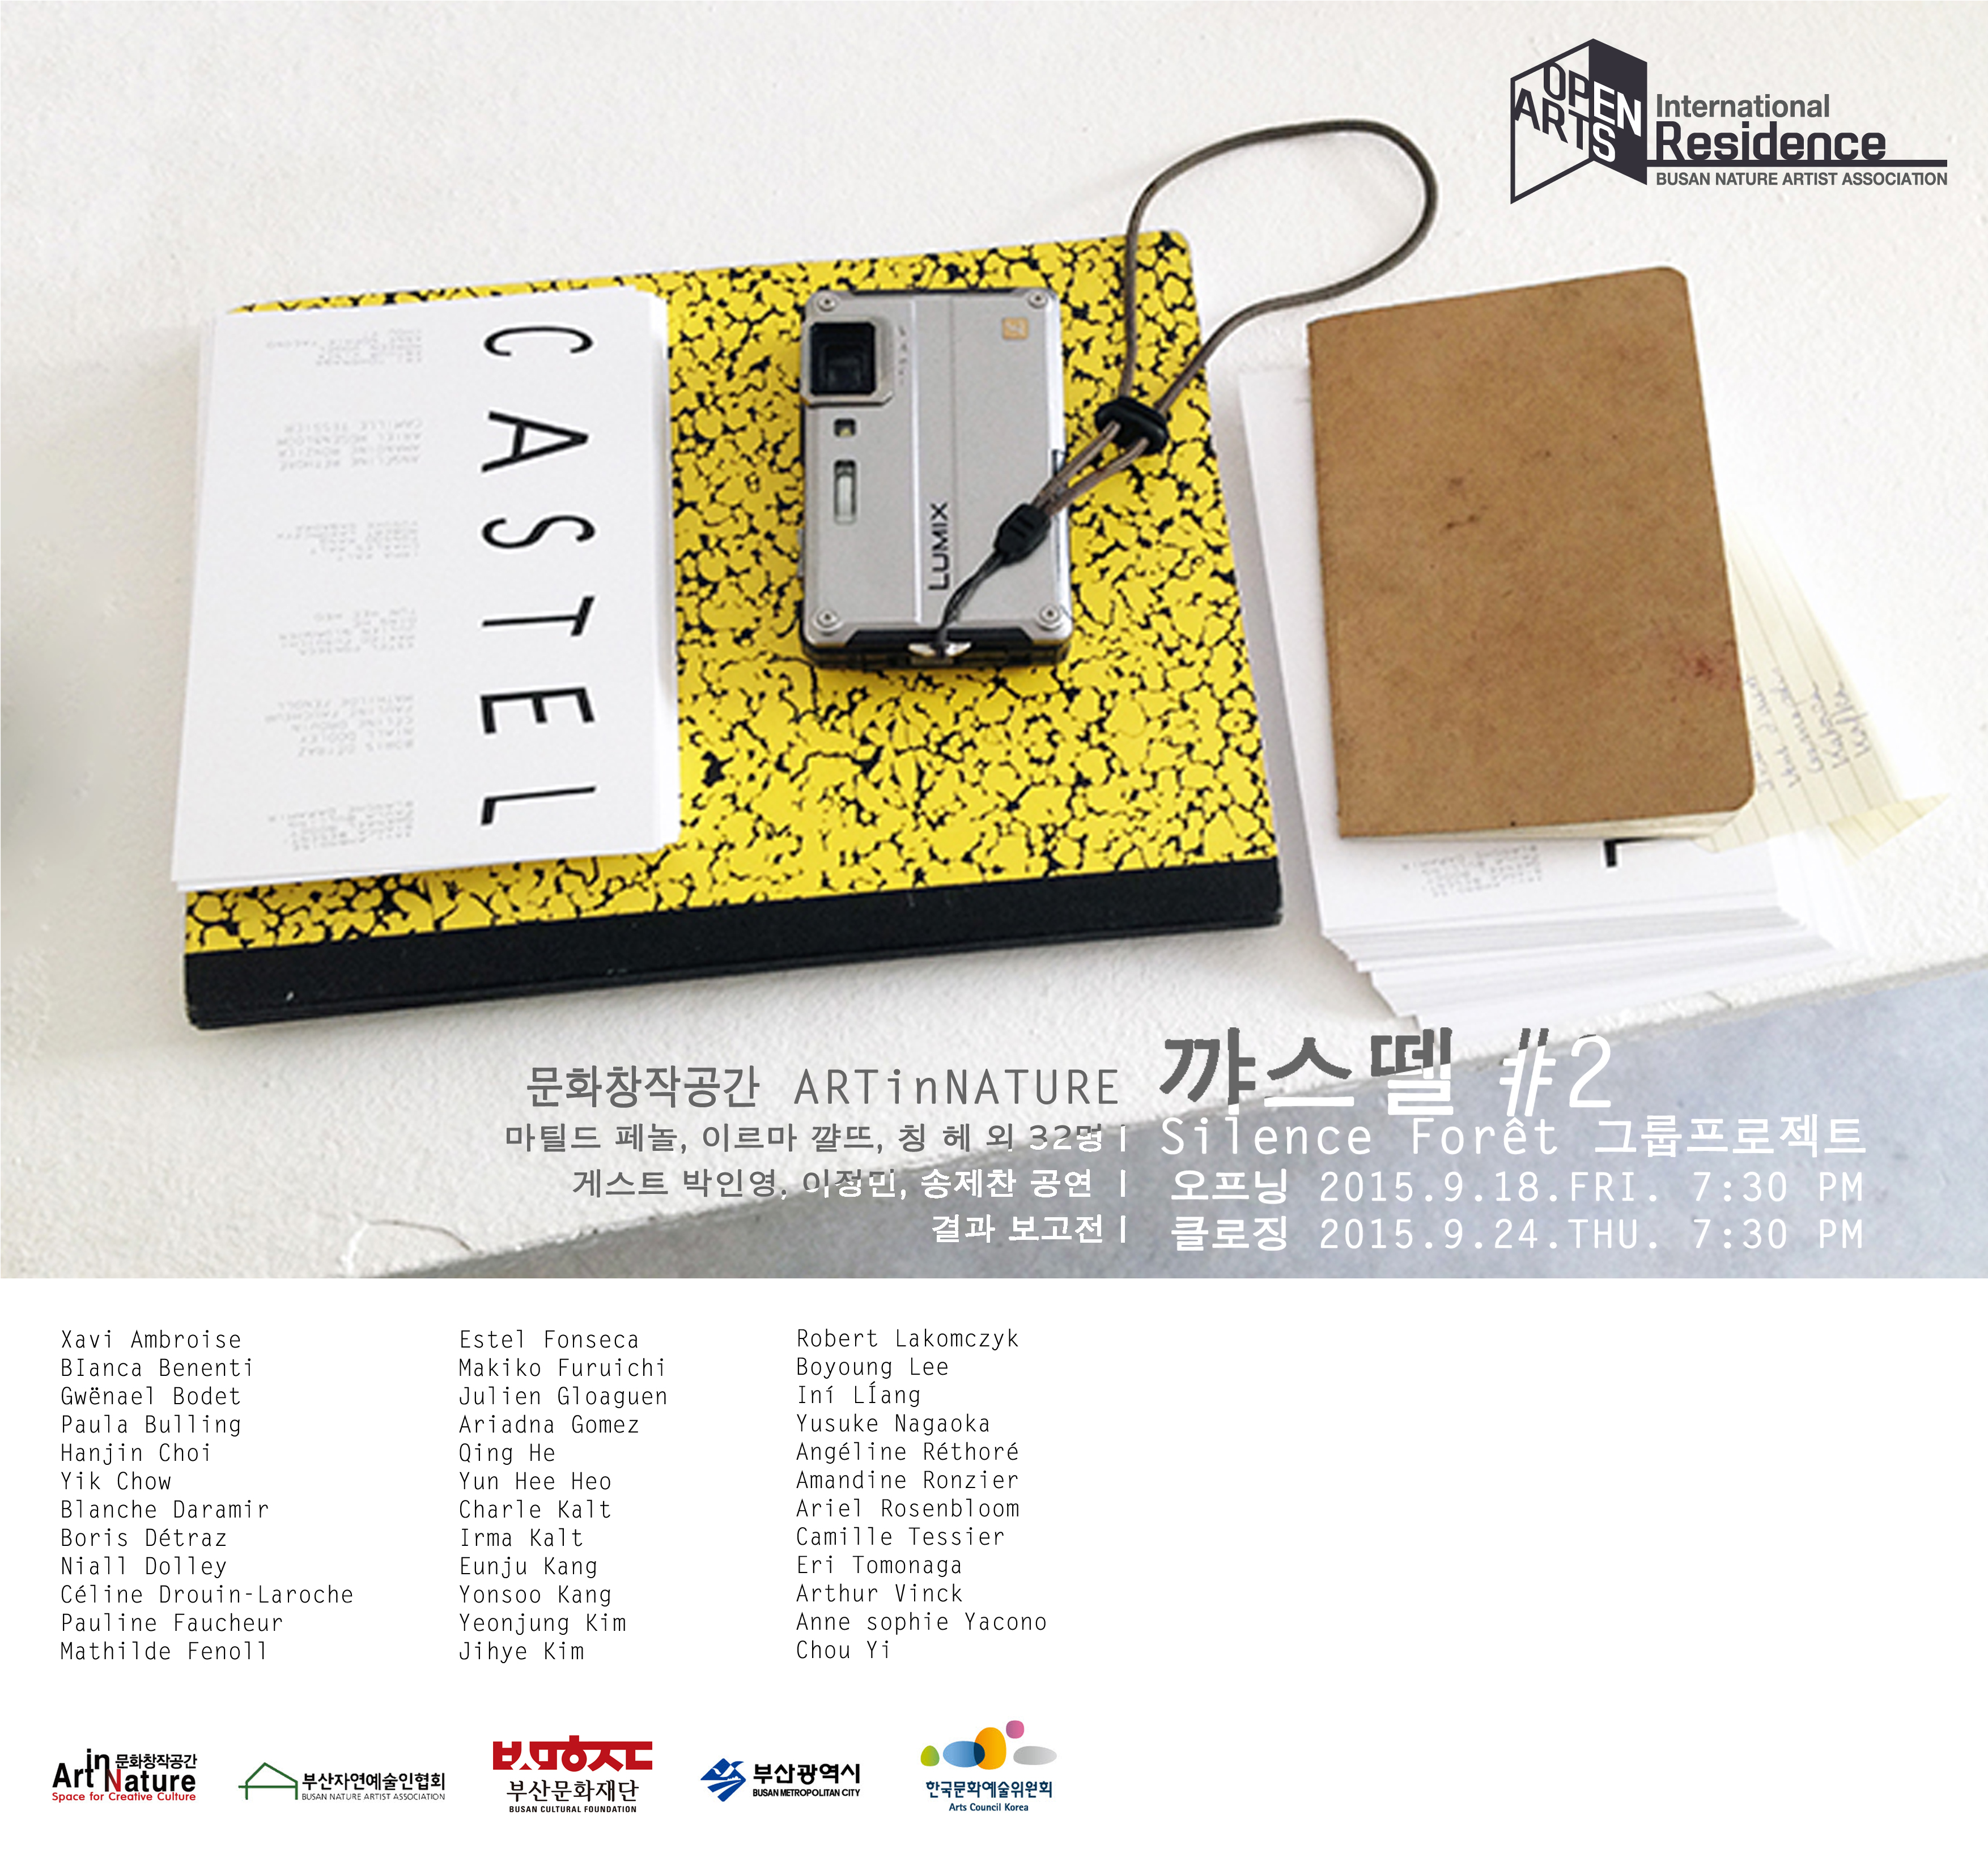 OPEN
ARTS
International
Residence
BUSAN NATURE ARTIST ASSOCIATION
CASTEL
LUMIX
CAMILLE TESSIER
ARIEL ROSENBLOOM
AMANDINE RONZIER
ANGÉLINE RÉTHORÉ
문화창작공간 ARTinNATURE 꺄스뗄 #2
마틸드 페놀, 이르마 깔뜨, 칭 헤 외 32명 | Silence Forêt 그룹프로젝트
게스트 박인영, 이정민, 송제찬 공연 | 오프닝 2015.9.18.FRI. 7:30 PM
결과 보고전 | 클로징 2015.9.24.THU. 7:30 PM
Xavi Ambroise
BIanca Benenti
Gwënael Bodet
Paula Bulling
Hanjin Choi
Yik Chow
Blanche Daramir
Boris Détraz
Niall Dolley
Céline Drouin-Laroche
Pauline Faucheur
Mathilde Fenoll
Estel Fonseca
Makiko Furuichi
Julien Gloaguen
Ariadna Gomez
Qing He
Yun Hee Heo
Charle Kalt
Irma Kalt
Eunju Kang
Yonsoo Kang
Yeonjung Kim
Jihye Kim
Robert Lakomczyk
Boyoung Lee
Iní LÍang
Yusuke Nagaoka
Angéline Réthoré
Amandine Ronzier
Ariel Rosenbloom
Camille Tessier
Eri Tomonaga
Arthur Vinck
Anne sophie Yacono
Chou Yi
Art in Nature 문화창작공간
Space for Creative Culture
부산자연예술인협회
BUSAN NATURE ARTIST ASSOCIATION
부산문화재단
BUSAN CULTURAL FOUNDATION
부산광역시
BUSAN METROPOLITAN CITY
한국문화예술위원회
Arts Council Korea